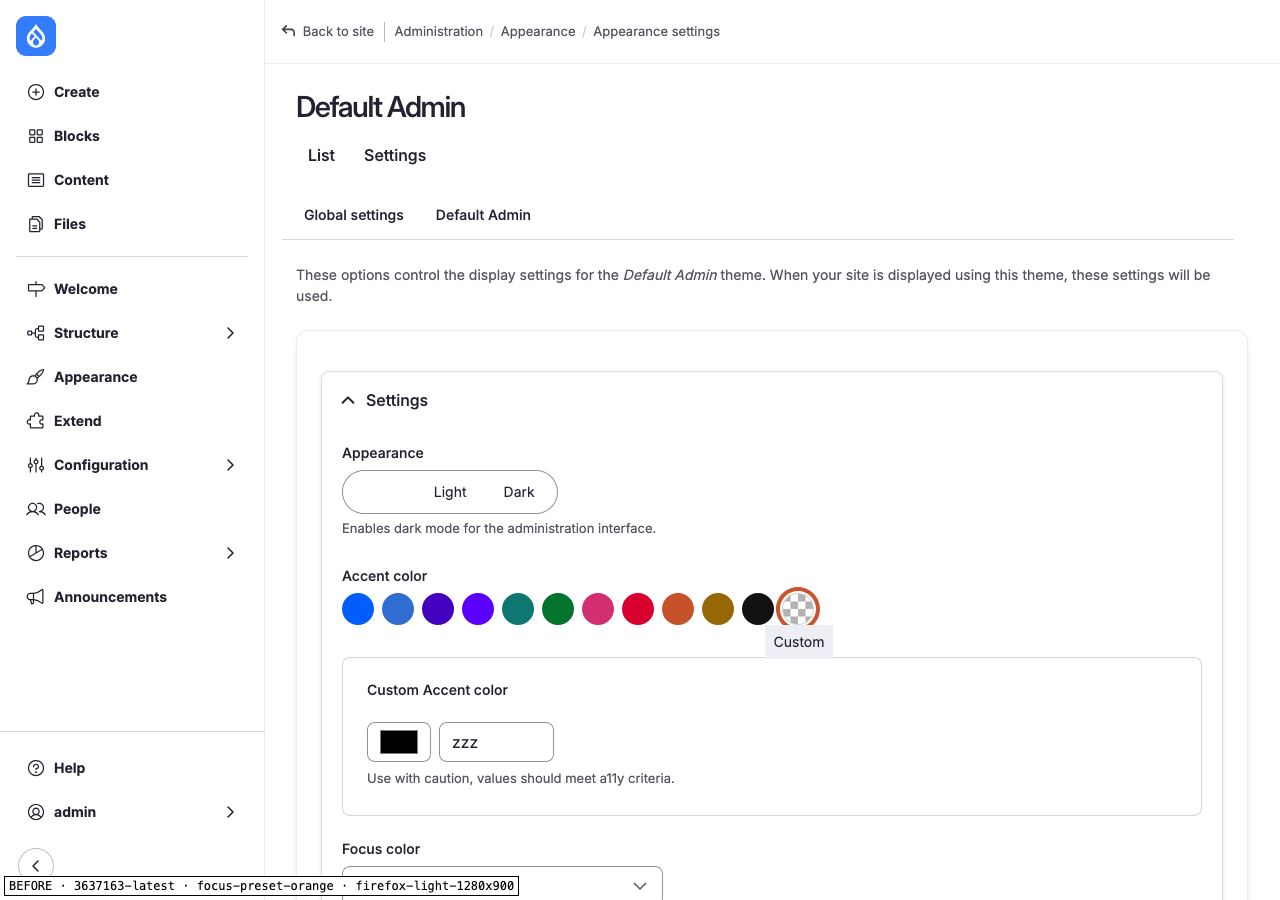 Back to site
Administration / Appearance / Appearance settings
Create
Blocks
Content
Files
Welcome
Structure
Appearance
Extend
Configuration
People
Reports
Announcements
Help
admin
Default Admin
List Settings
Global settings Default Admin
These options control the display settings for the Default Admin theme. When your site is displayed using this theme, these settings will be
used.
Settings
Appearance
Light Dark
Enables dark mode for the administration interface.
Accent color
Custom
Custom Accent color
zzz
Use with caution, values should meet a11y criteria.
Focus color
BEFORE · 3637163-latest · focus-preset-orange · firefox-light-1280x900